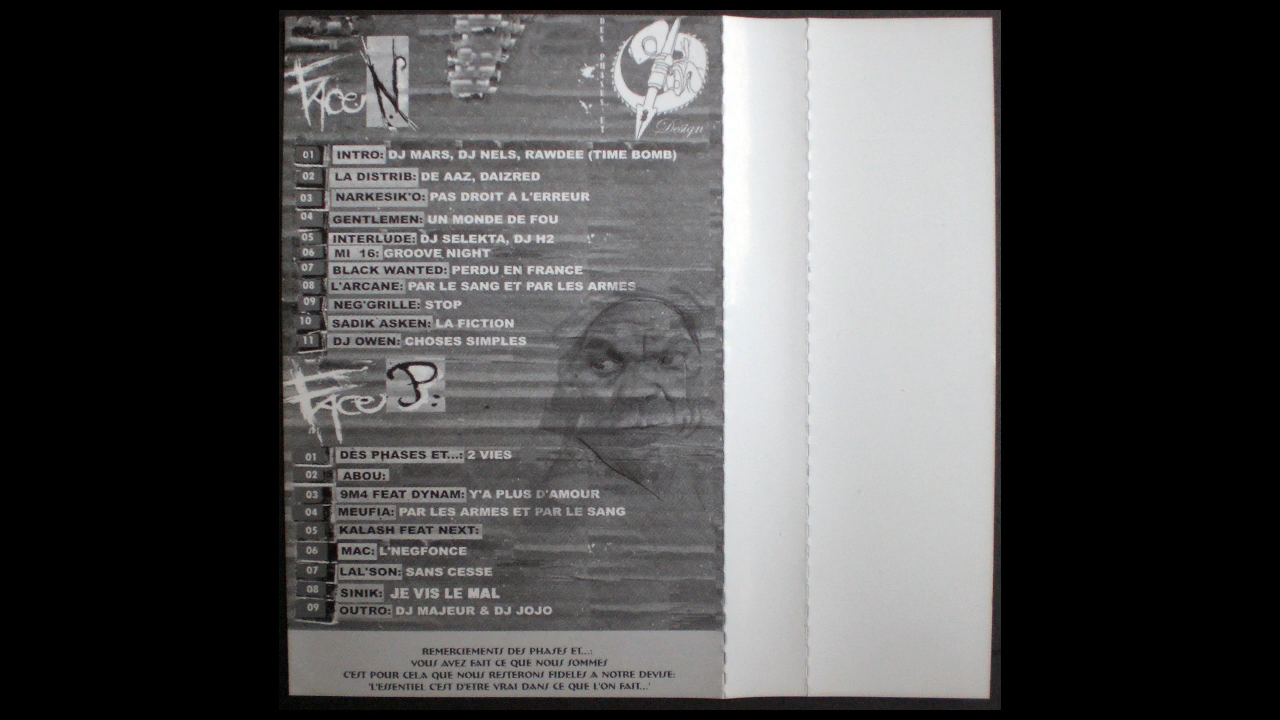 Face N.
DES PHASES ET
Design
01 INTRO: DJ MARS, DJ NELS, RAWDEE (TIME BOMB)
02 LA DISTRIB: DE AAZ, DAIZRED
03 NARKESIK'O: PAS DROIT A L'ERREUR
04 GENTLEMEN: UN MONDE DE FOU
05 INTERLUDE: DJ SELEKTA, DJ H2
06 MI 16: GROOVE NIGHT
07 BLACK WANTED: PERDU EN FRANCE
08 L'ARCANE: PAR LE SANG ET PAR LES ARMES
09 NEG'GRILLE: STOP
10 SADIK ASKEN: LA FICTION
11 DJ OWEN: CHOSES SIMPLES
Face P.
01 DES PHASES ET...: 2 VIES
02 ABOU:
03 9M4 FEAT DYNAM: Y'A PLUS D'AMOUR
04 MEUFIA: PAR LES ARMES ET PAR LE SANG
05 KALASH FEAT NEXT:
06 MAC: L'NEGFONCE
07 LAL'SON: SANS CESSE
08 SINIK: JE VIS LE MAL
09 OUTRO: DJ MAJEUR & DJ JOJO
REMERCIEMENTS DES PHASES ET...:
VOUS AVEZ FAIT CE QUE NOUS SOMMES
C'EST POUR CELA QUE NOUS RESTERONS FIDELES A NOTRE DEVISE:
'L'ESSENTIEL C'EST D'ETRE VRAI DANS CE QUE L'ON FAIT...'